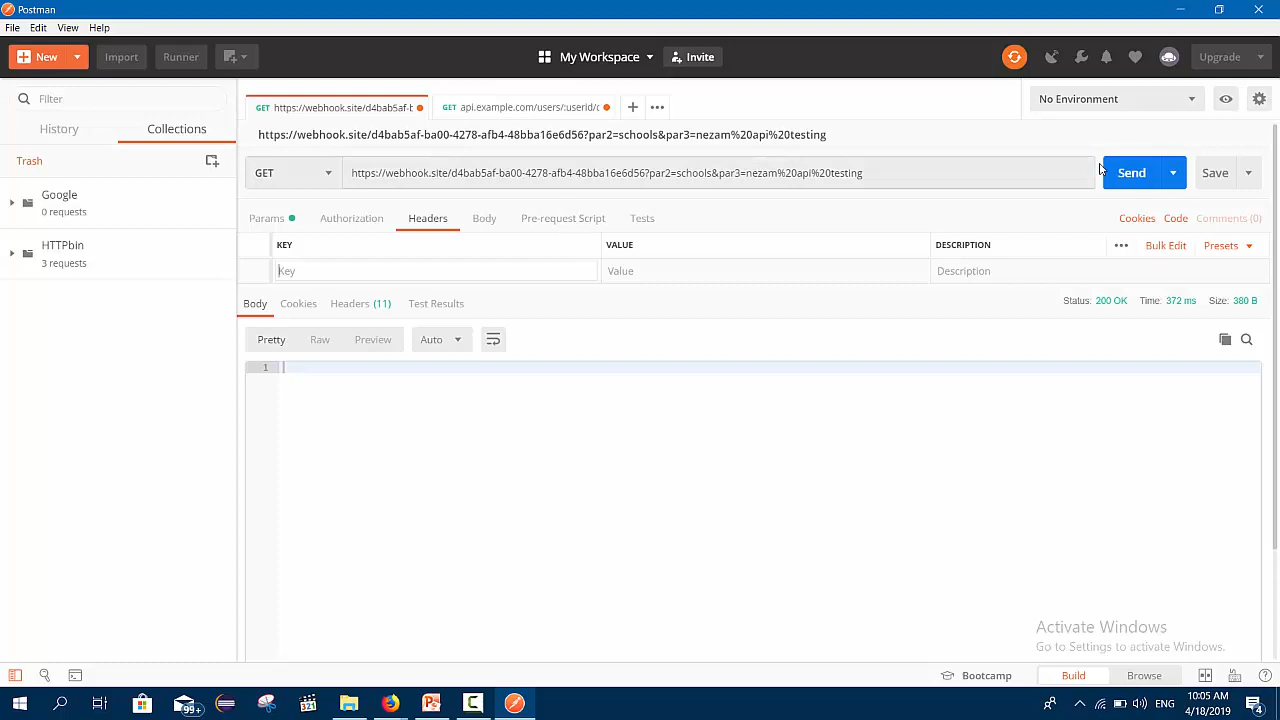 Postman
File Edit View Help
New Import Runner My Workspace Invite Upgrade
Filter
History Collections
Trash
Google
0 requests
HTTPbin
3 requests
GET https://webhook.site/d4bab5af-b GET api.example.com/users/:userid/c No Environment
https://webhook.site/d4bab5af-ba00-4278-afb4-48bba16e6d56?par2=schools&par3=nezam%20api%20testing
GET https://webhook.site/d4bab5af-ba00-4278-afb4-48bba16e6d56?par2=schools&par3=nezam%20api%20testing Send Save
Params Authorization Headers Body Pre-request Script Tests Cookies Code Comments (0)
KEY VALUE DESCRIPTION Bulk Edit Presets
Key Value Description
Body Cookies Headers (11) Test Results Status: 200 OK Time: 372 ms Size: 380 B
Pretty Raw Preview Auto
1
Activate Windows
Go to Settings to activate Windows.
Bootcamp Build Browse
99+ 321 ENG 10:05 AM
4/18/2019 4